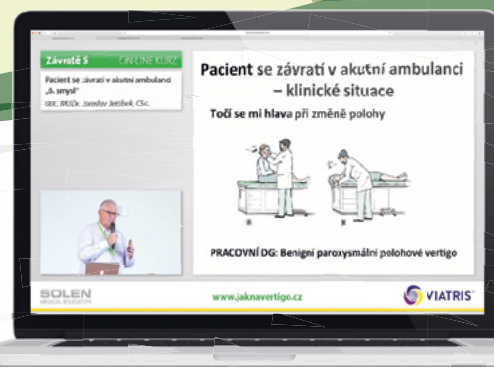 Závratě 5 ON-LINE KURZ
Pacient se závratí v akutní ambulanci
„6. smysl“
Pacient se závratí v akutní ambulanci
– klinické situace
Točí se mi hlava při změně polohy
A B
PRACOVNÍ DG: Benigní paroxysmální polohové vertigo
SOLEN
MEDICAL EDUCATION
www.jaknavertigo.cz
VIATRIS